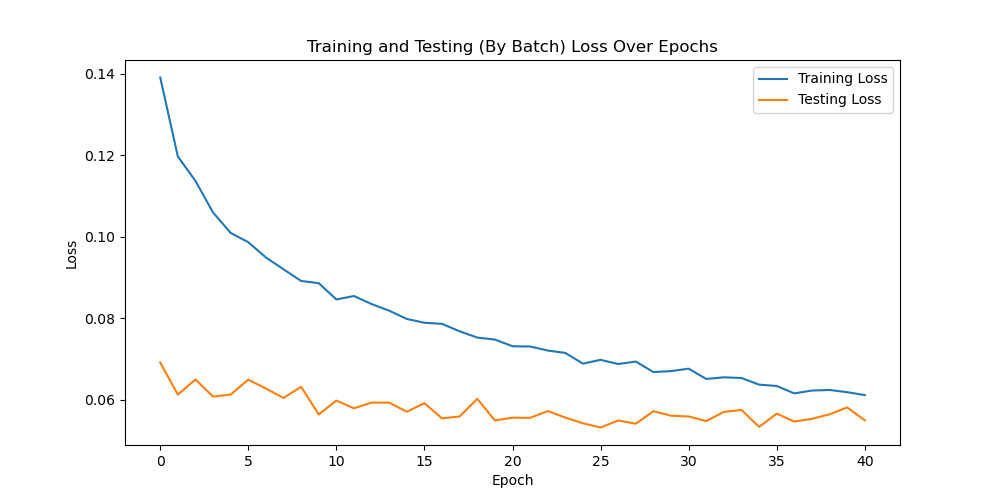 Training and Testing (By Batch) Loss Over Epochs
Training Loss
Testing Loss
Loss
0.14
0.12
0.10
0.08
0.06
0 5 10 15 20 25 30 35 40
Epoch